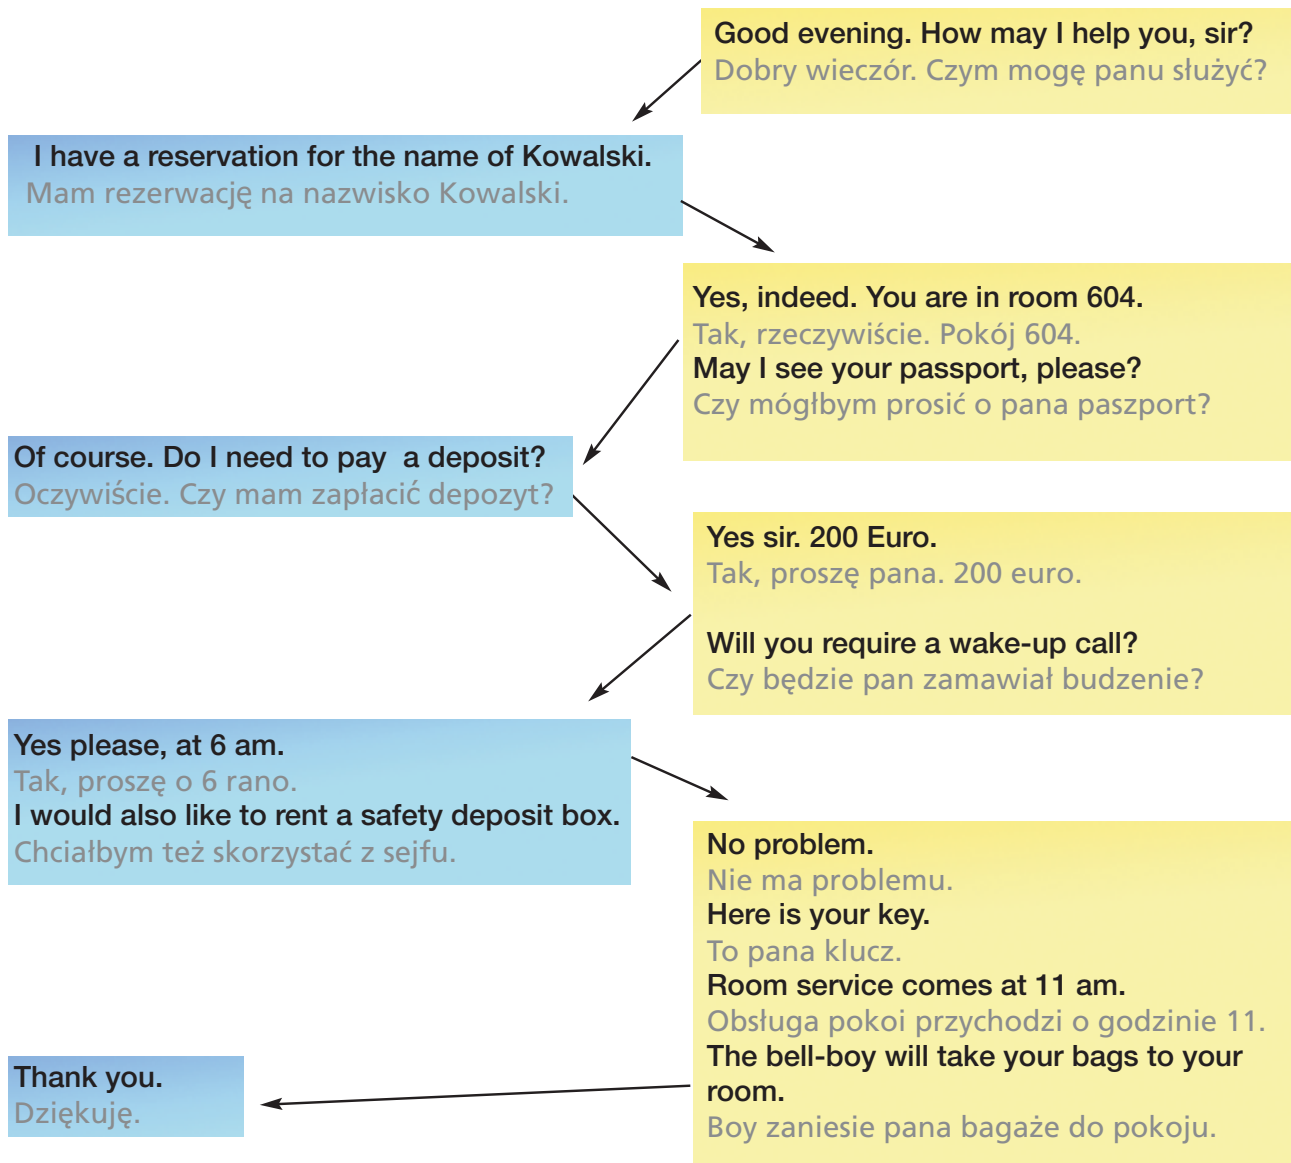 Good evening. How may I help you, sir?
Dobry wieczór. Czym mogę panu służyć?
I have a reservation for the name of Kowalski.
Mam rezerwację na nazwisko Kowalski.
Yes, indeed. You are in room 604.
Tak, rzeczywiście. Pokój 604.
May I see your passport, please?
Czy mógłbym prosić o pana paszport?
Of course. Do I need to pay  a deposit?
Oczywiście. Czy mam zapłacić depozyt?
Yes sir. 200 Euro.
Tak, proszę pana. 200 euro.
Will you require a wake-up call?
Czy będzie pan zamawiał budzenie?
Yes please, at 6 am.
Tak, proszę o 6 rano.
I would also like to rent a safety deposit box.
Chciałbym też skorzystać z sejfu.
No problem.
Nie ma problemu.
Here is your key.
To pana klucz.
Room service comes at 11 am.
Obsługa pokoi przychodzi o godzinie 11.
The bell-boy will take your bags to your
room.
Boy zaniesie pana bagaże do pokoju.
Thank you.
Dziękuję.